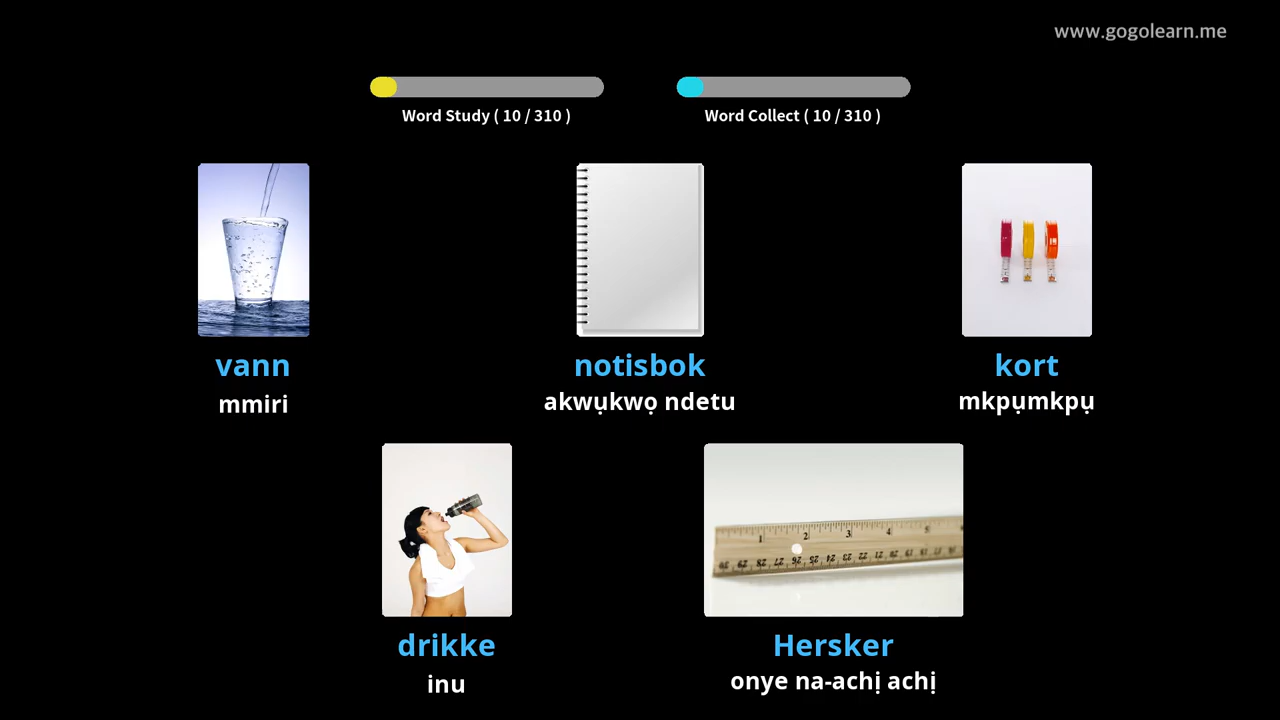 www.gogolearn.me
Word Study ( 10 / 310 )
Word Collect ( 10 / 310 )
vann
mmiri
notisbok
akwụkwọ ndetu
kort
mkpụmkpụ
drikke
inu
Hersker
onye na-achị achị